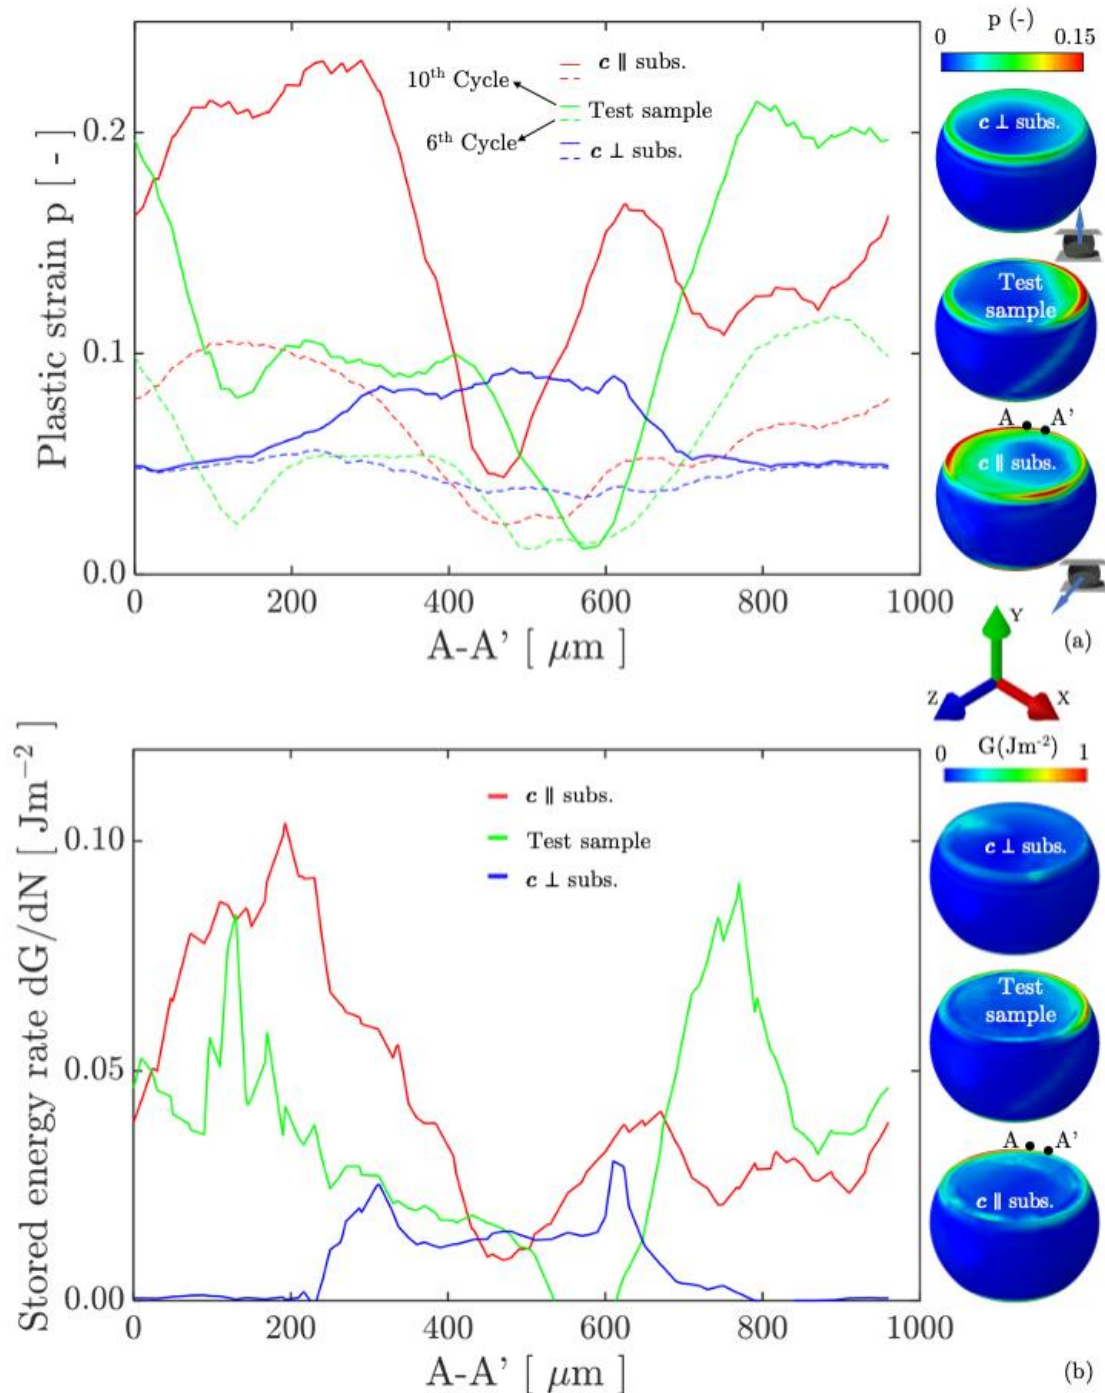 p (-)
0 0.15
0.2
0.1
0.0
Plastic strain p [ - ]
c ∥ subs.
10th Cycle
Test sample
6th Cycle
c ⊥ subs.
0 200 400 600 800 1000
A-A' [ μm ]
c ⊥ subs.
Test
sample
A A'
c ∥ subs.
(a)
Y
Z X
G(Jm-2)
0 1
0.10
0.05
0.00
Stored energy rate dG/dN [ Jm−2 ]
c ∥ subs.
Test sample
c ⊥ subs.
0 200 400 600 800 1000
A-A' [ μm ]
c ⊥ subs.
Test
sample
A A'
c ∥ subs.
(b)